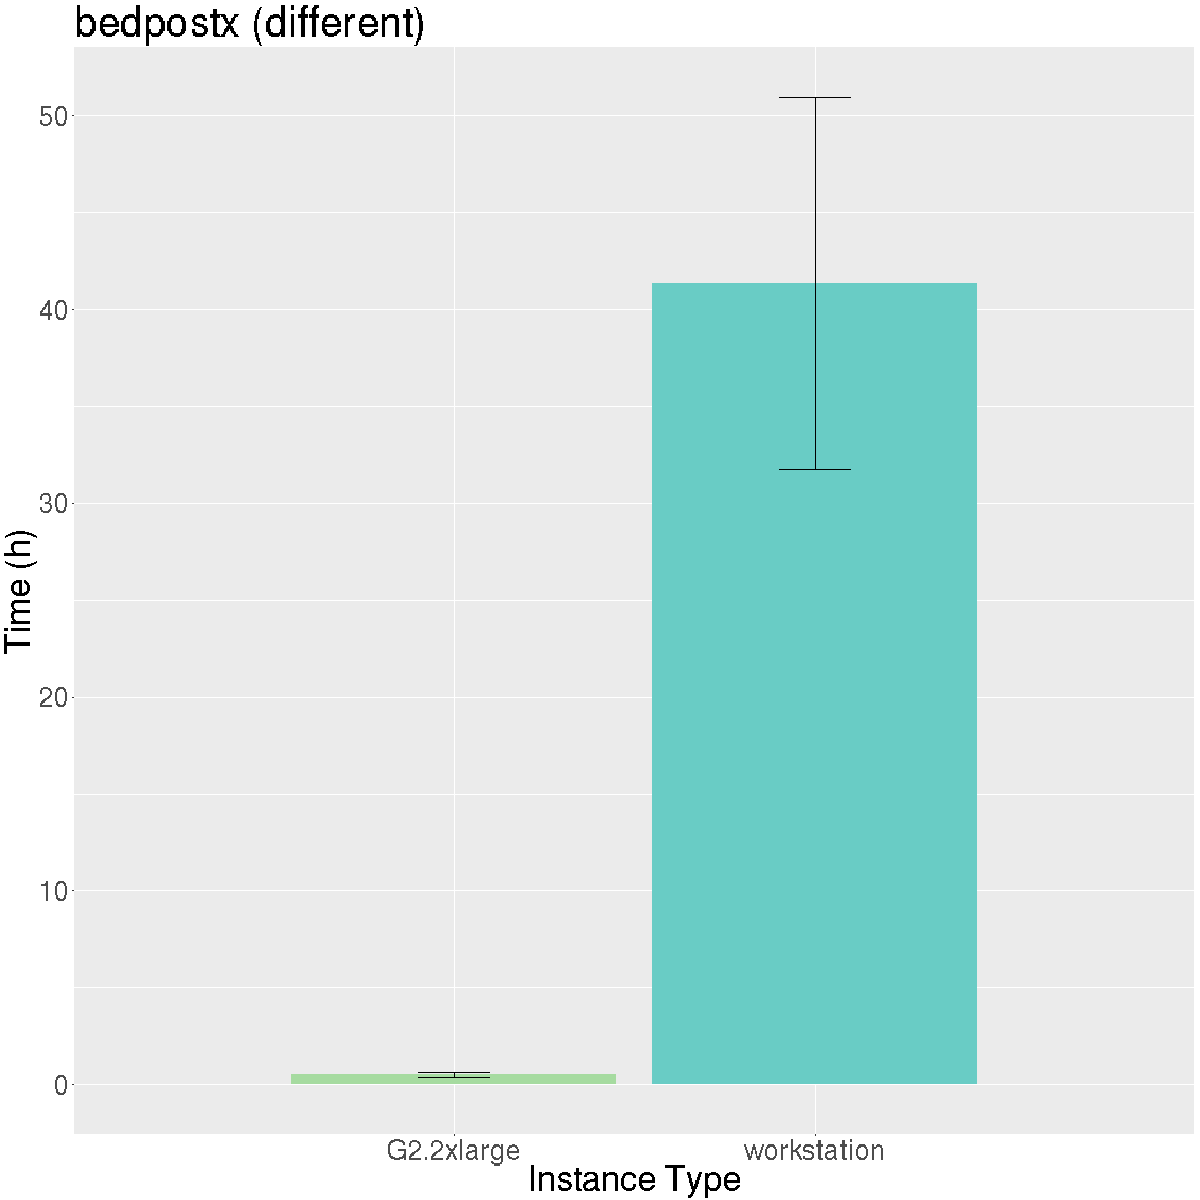 bedpostx (different)
50
40
30
20
10
0
Time (h)
G2.2xlarge
workstation
Instance Type